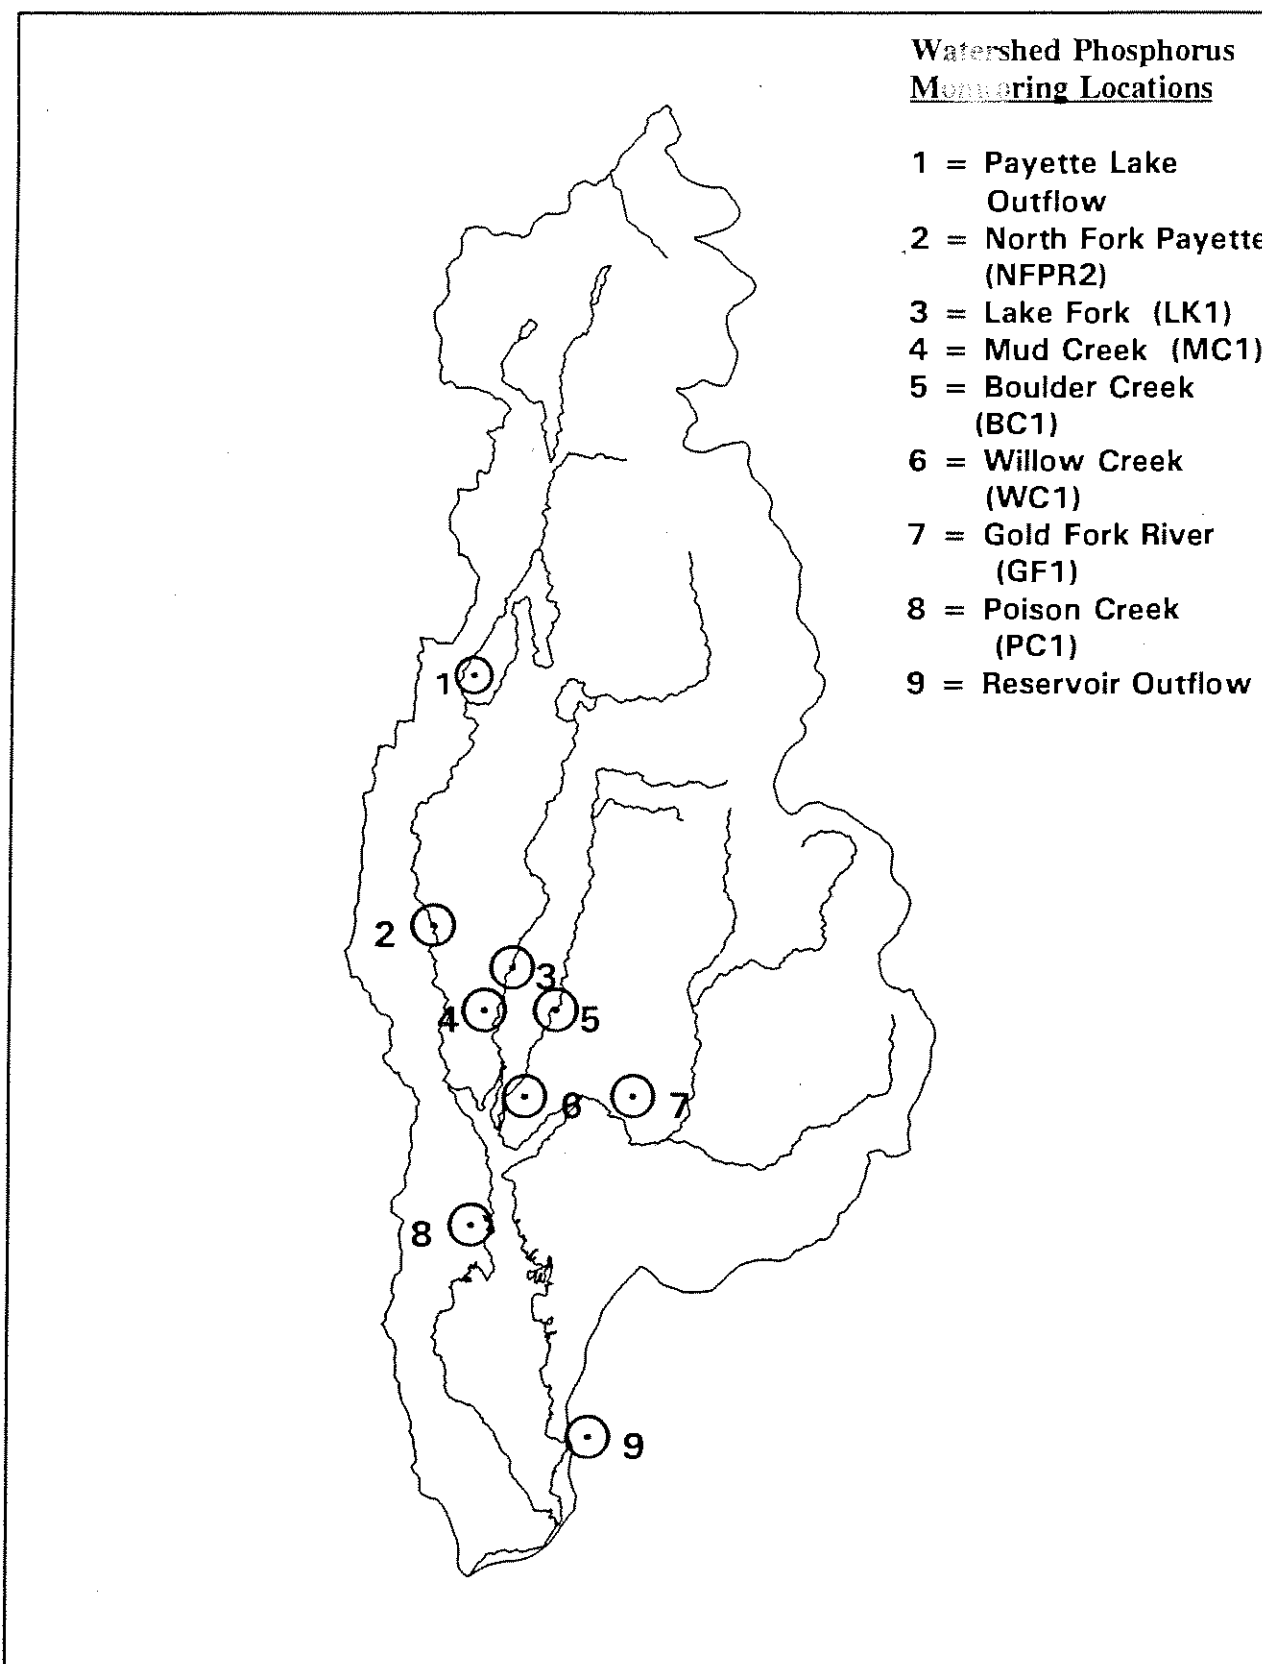 Watershed Phosphorus
Monitoring Locations
1 = Payette Lake
Outflow
2 = North Fork Payette
(NFPR2)
3 = Lake Fork (LK1)
4 = Mud Creek (MC1)
5 = Boulder Creek
(BC1)
6 = Willow Creek
(WC1)
7 = Gold Fork River
(GF1)
8 = Poison Creek
(PC1)
9 = Reservoir Outflow
1
2
3
4
5
6
7
8
9